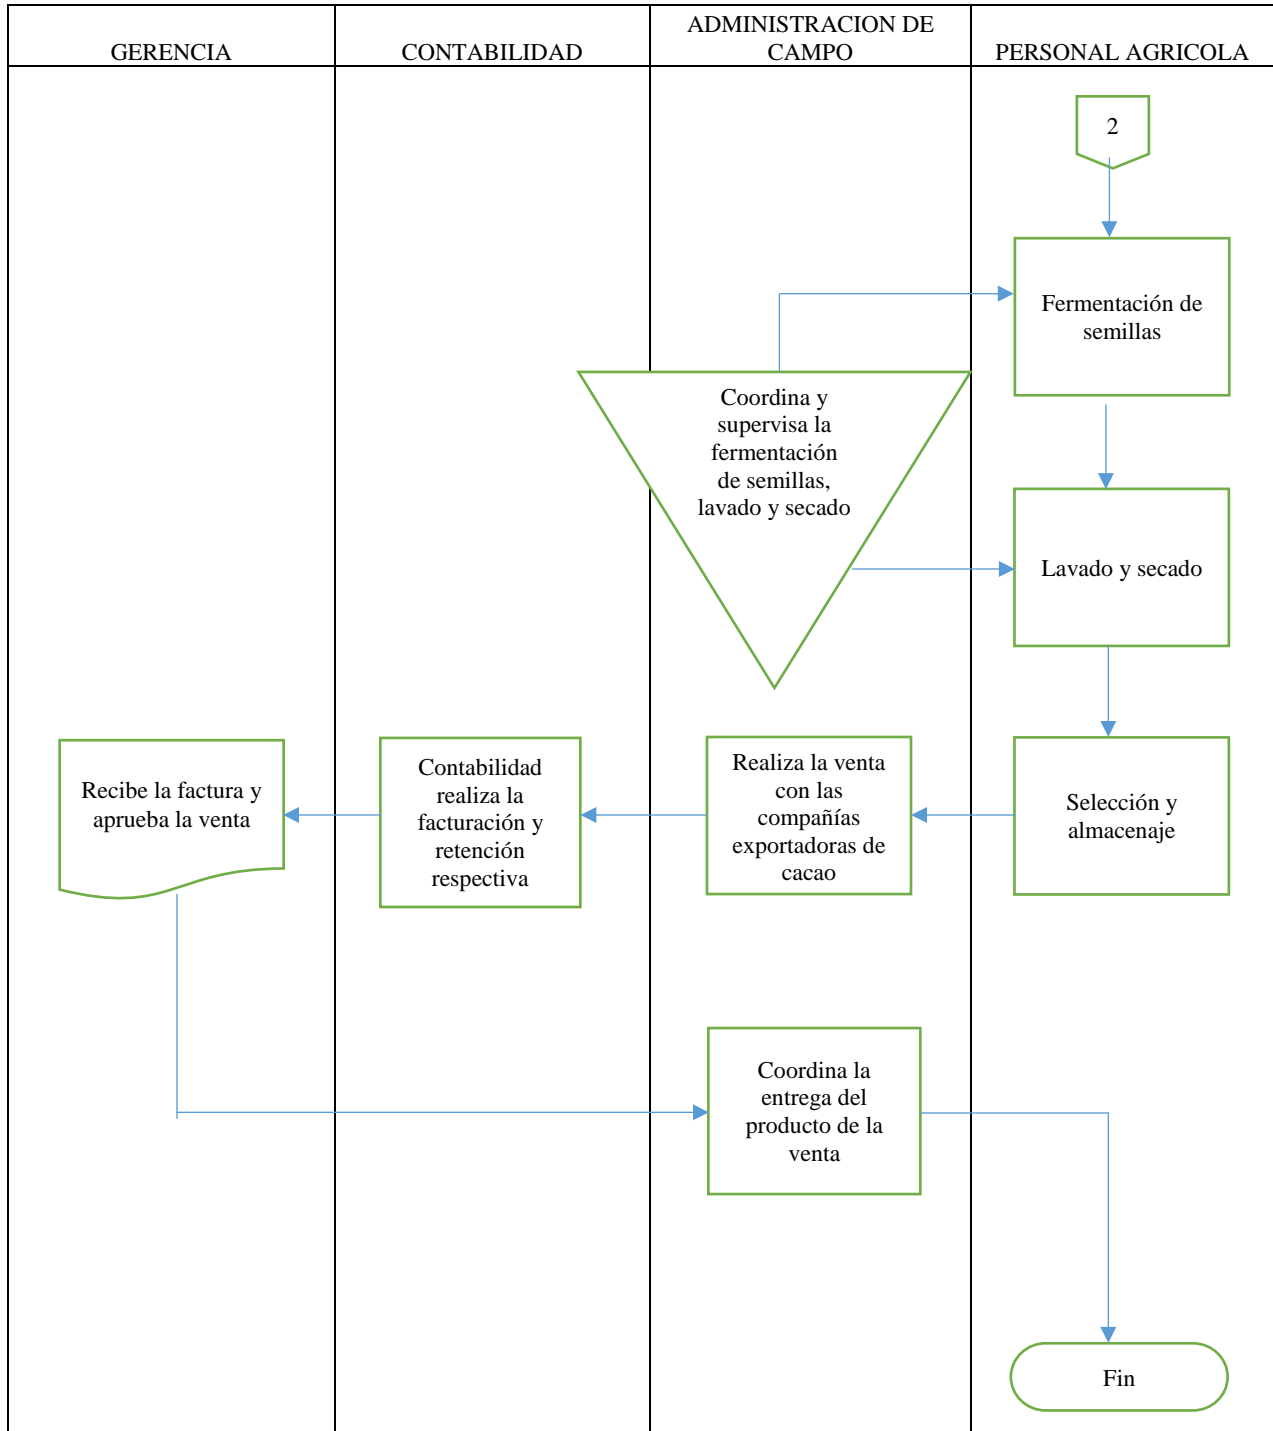 GERENCIA
CONTABILIDAD
ADMINISTRACION DE
CAMPO
PERSONAL AGRICOLA
2
Fermentación de
semillas
Coordina y
supervisa la
fermentación
de semillas,
lavado y secado
Lavado y secado
Recibe la factura y
aprueba la venta
Contabilidad
realiza la
facturación y
retención
respectiva
Realiza la venta
con las
compañías
exportadoras de
cacao
Selección y
almacenaje
Coordina la
entrega del
producto de la
venta
Fin